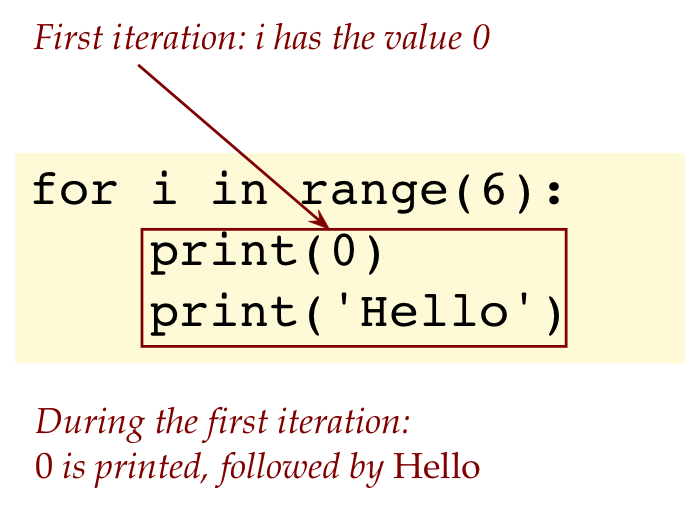 First iteration: i has the value 0
for i in range(6):
    print(0)
    print('Hello')
During the first iteration:
0 is printed, followed by Hello